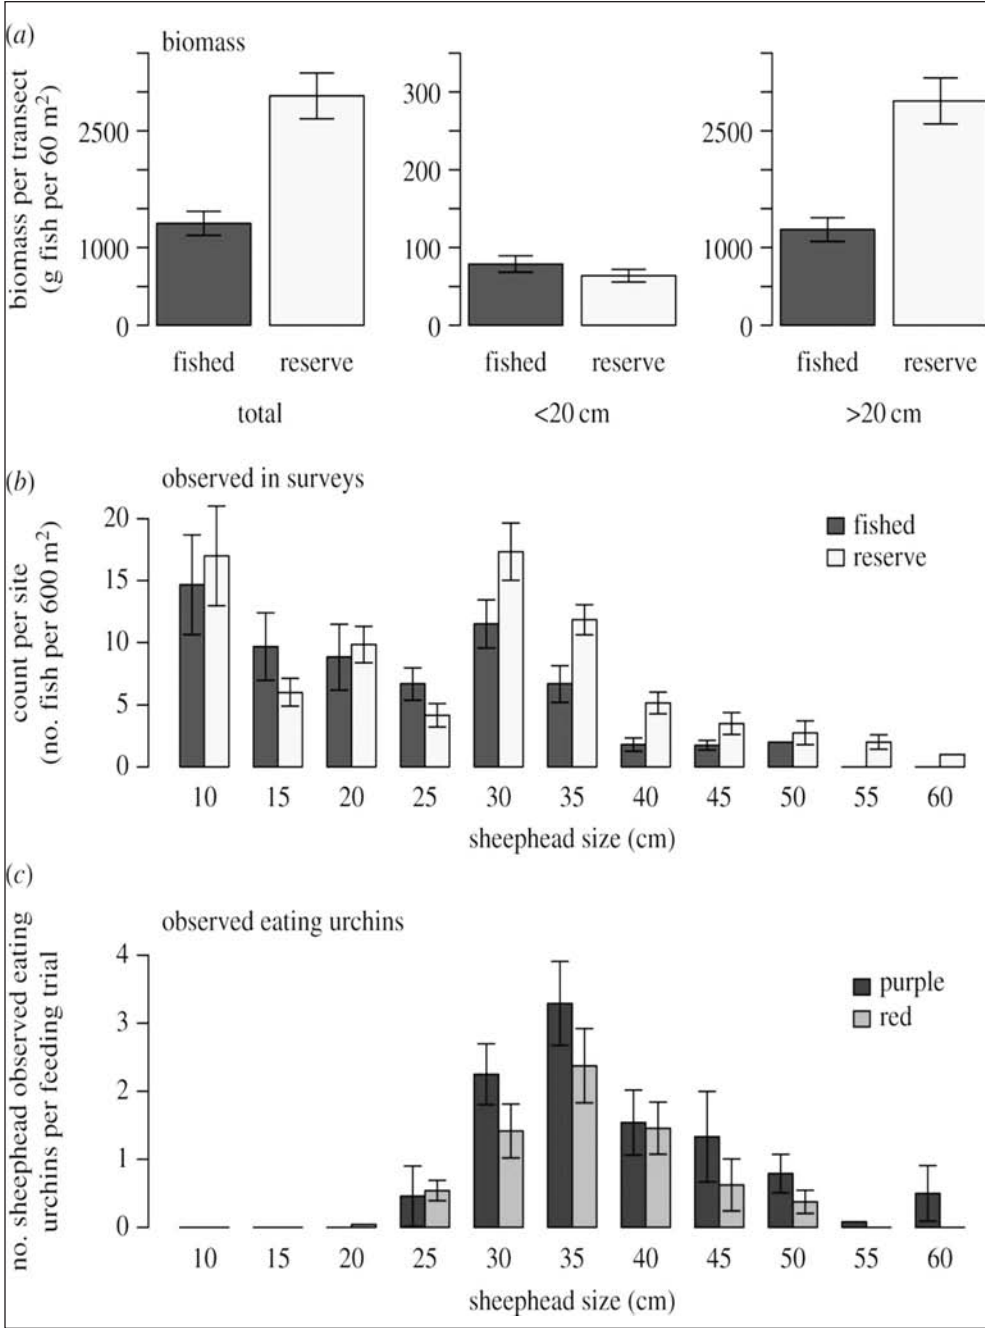 (a)
biomass
biomass per transect
(g fish per 60 m²)
2500
1000
0
fished reserve
total
300
200
100
0
fished reserve
<20 cm
2500
1000
0
fished reserve
>20 cm
(b)
observed in surveys
count per site
(no. fish per 600 m²)
20
15
10
5
0
fished
reserve
10 15 20 25 30 35 40 45 50 55 60
sheephead size (cm)
(c)
observed eating urchins
no. sheephead observed eating
urchins per feeding trial
4
3
2
1
0
purple
red
10 15 20 25 30 35 40 45 50 55 60
sheephead size (cm)